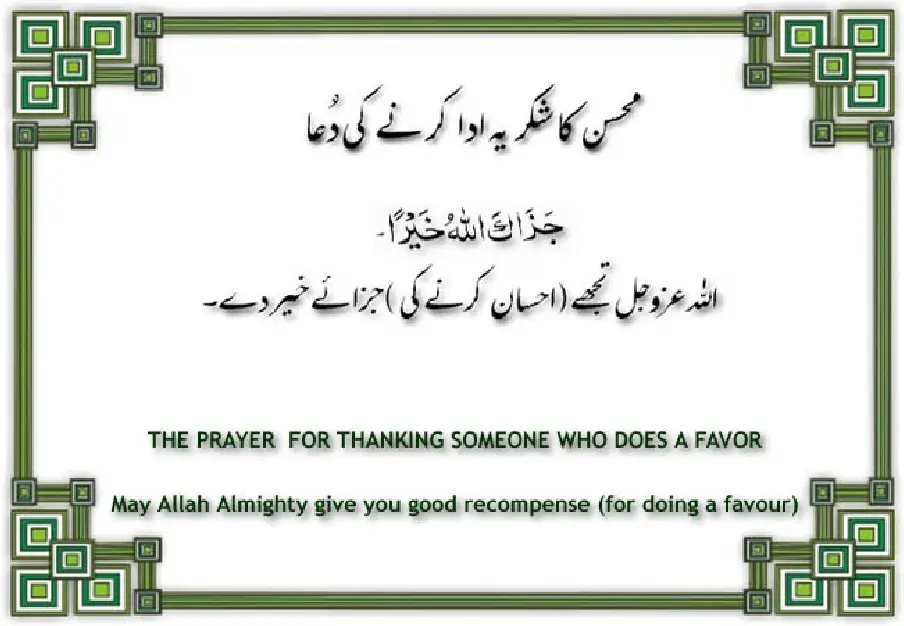 محسن کا شکریہ ادا کرنے کی دُعا
جَزَاكَ اللهُ خَيْرًا۔
اللہ عزوجل تجھے (احسان کرنے کی) جزائے خیر دے۔
THE PRAYER FOR THANKING SOMEONE WHO DOES A FAVOR
May Allah Almighty give you good recompense (for doing a favour)